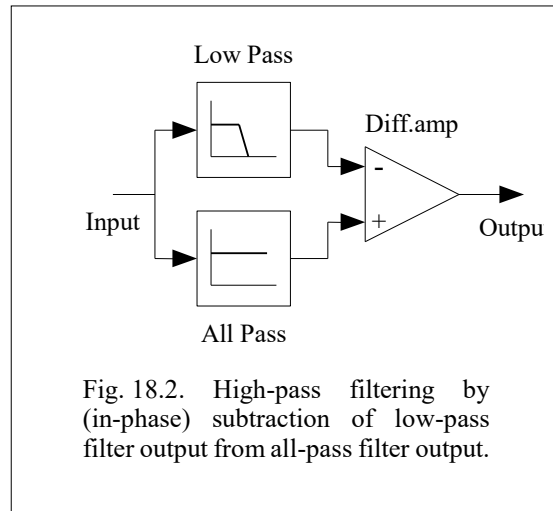 Low Pass
Diff.amp
-
+
Input
Outpu
All Pass
Fig. 18.2. High-pass filtering by
(in-phase) subtraction of low-pass
filter output from all-pass filter output.